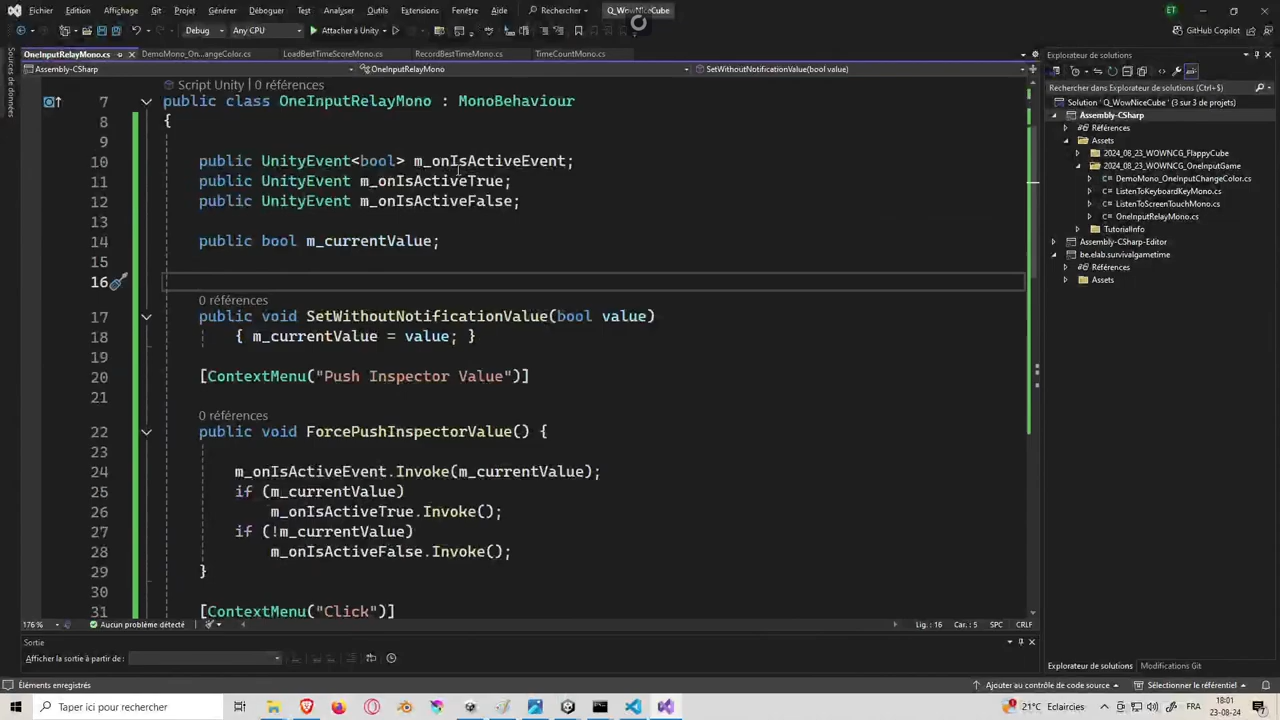 Fichier Edition Affichage Git Projet Générer Déboguer Test Analyser Outils Extensions Fenêtre Aide Rechercher Q_WowNiceCube
Debug Any CPU Attacher à Unity GitHub Copilot
OneInputRelayMono.cs DemoMono_On...angeColor.cs LoadBestTimeScoreMono.cs RecordBestTimeMono.cs TimeCountMono.cs
Assembly-CSharp OneInputRelayMono SetWithoutNotificationValue(bool value)
Script Unity | 0 références
7 public class OneInputRelayMono : MonoBehaviour
8 {
9
10 public UnityEvent<bool> m_onIsActiveEvent;
11 public UnityEvent m_onIsActiveTrue;
12 public UnityEvent m_onIsActiveFalse;
13
14 public bool m_currentValue;
15
16
0 références
17 public void SetWithoutNotificationValue(bool value)
18 { m_currentValue = value; }
19
20 [ContextMenu("Push Inspector Value")]
21
0 références
22 public void ForcePushInspectorValue() {
23
24 m_onIsActiveEvent.Invoke(m_currentValue);
25 if (m_currentValue)
26 m_onIsActiveTrue.Invoke();
27 if (!m_currentValue)
28 m_onIsActiveFalse.Invoke();
29 }
30
31 [ContextMenu("Click")]
176 % Aucun problème détecté Lig : 16 Car. : 5 SPC CRLF
Sortie
Afficher la sortie à partir de :
Sources de données
Explorateur de solutions
Rechercher dans Explorateur de solutions (Ctrl+$)
Solution "Q_WowNiceCube" (3 sur 3 de projets)
Assembly-CSharp
Références
Assets
2024_08_23_WOWNCG_FlappyCube
2024_08_23_WOWNCG_OneInputGame
DemoMono_OneInputChangeColor.cs
ListenToKeyboardKeyMono.cs
ListenToScreenTouchMono.cs
OneInputRelayMono.cs
TutorialInfo
Assembly-CSharp-Editor
be.elab.survivalgametime
Références
Assets
Explorateur de solutions Modifications Git
Éléments enregistrés Ajouter au contrôle de code source Sélectionner le référentiel
Taper ici pour rechercher 21°C Eclaircies FRA 18:01
23-08-24